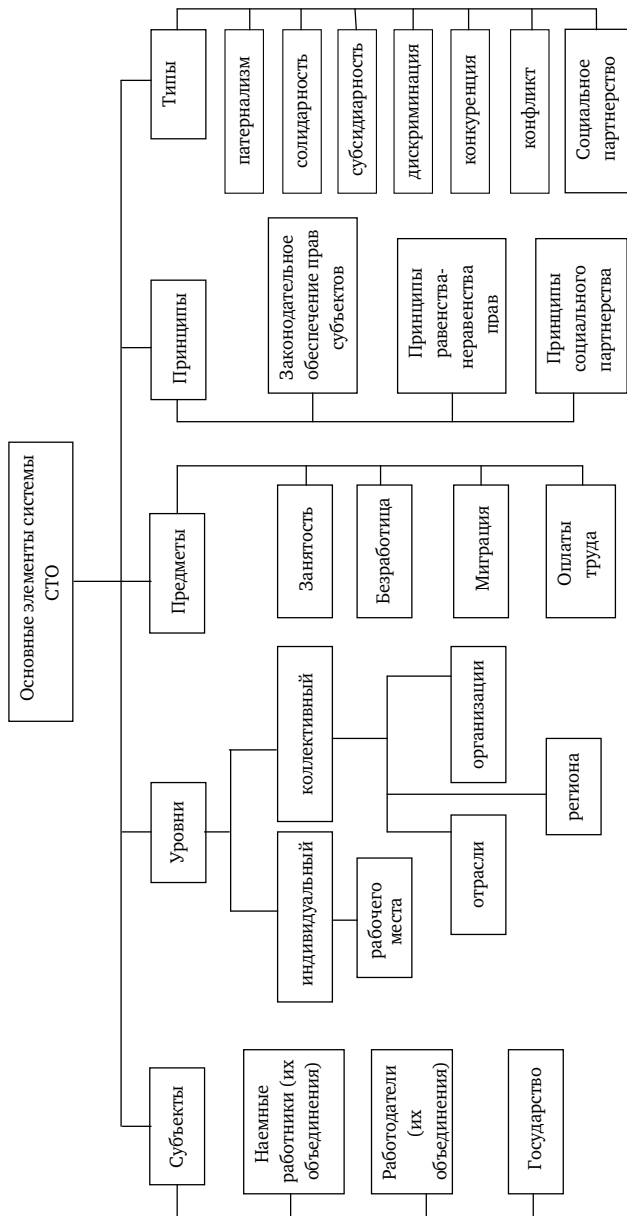 Основные элементы системы
СТО
Субъекты
Наемные
работники (их
объединения)
Работодатели
(их
объединения)
Государство
Уровни
индивидуальный
рабочего
места
коллективный
отрасли
организации
региона
Предметы
Занятость
Безработица
Миграция
Оплаты
труда
Принципы
Законодательное
обеспечение прав
субъектов
Принципы
равенства-
неравенства
прав
Принципы
социального
партнерства
Типы
патернализм
солидарность
субсидиарность
дискриминация
конкуренция
конфликт
Социальное
партнерство